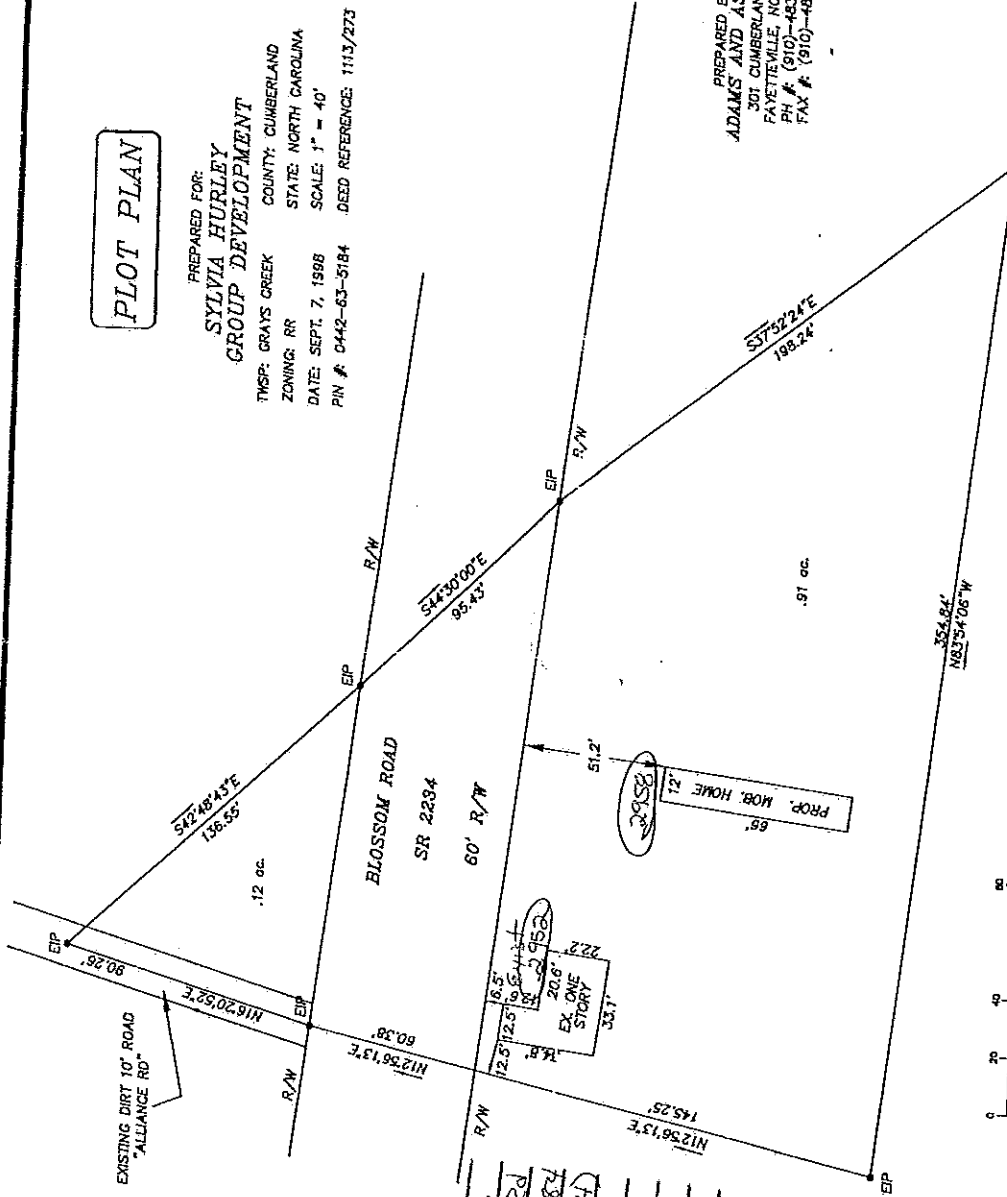 PLOT PLAN
PREPARED FOR:
SYLVIA HURLEY
GROUP DEVELOPMENT
TWSP: GRAYS CREEK COUNTY: CUMBERLAND
ZONING: RR STATE: NORTH CAROLINA
DATE: SEPT. 7, 1998 SCALE: 1" = 40'
PIN #: 0442-63-5184 DEED REFERENCE: 1113/273
PREPARED
ADAMS AND
301
FAYETTEVILLE,
PH #: (910)-483
FAX #: (910)-48
EXISTING DIRT 10' ROAD
"ALLIANCE RD"
EIP
90.26'
N16°20'52"E
S42°48'43"E
136.55'
.12 ac.
EIP
R/W
EIP
R/W
N12°56'13"E
60.38'
BLOSSOM ROAD
SR 2234
60' R/W
S44°30'00"E
95.43'
EIP
R/W
R/W
S37°52'24"E
198.24'
12.5'
12.5'
16.5'
20.6'
22.2'
33.1'
EX. ONE
STORY
2952
51.2'
2958
12'
66'
PROP. MOB. HOME
.91 ac.
N12°56'13"E
145.25'
EIP
354.84'
N83°54'06"W
0
20
40
80